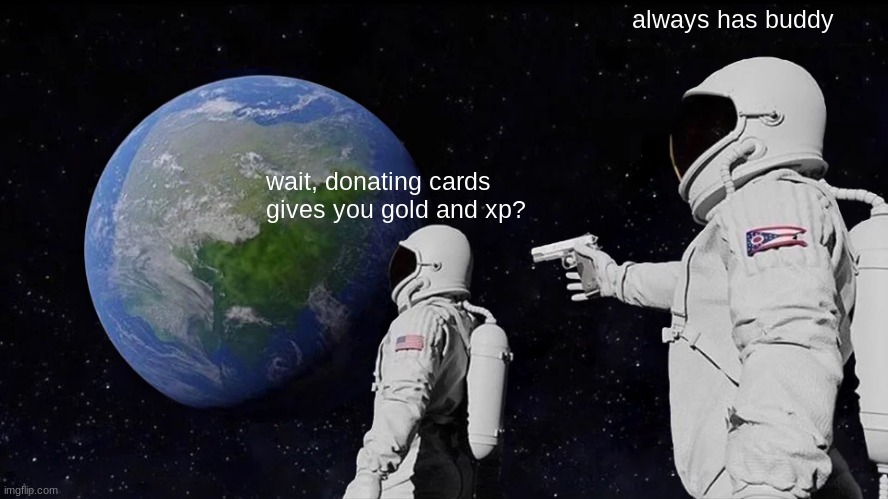 always has buddy
wait, donating cards
gives you gold and xp?
imgflip.com